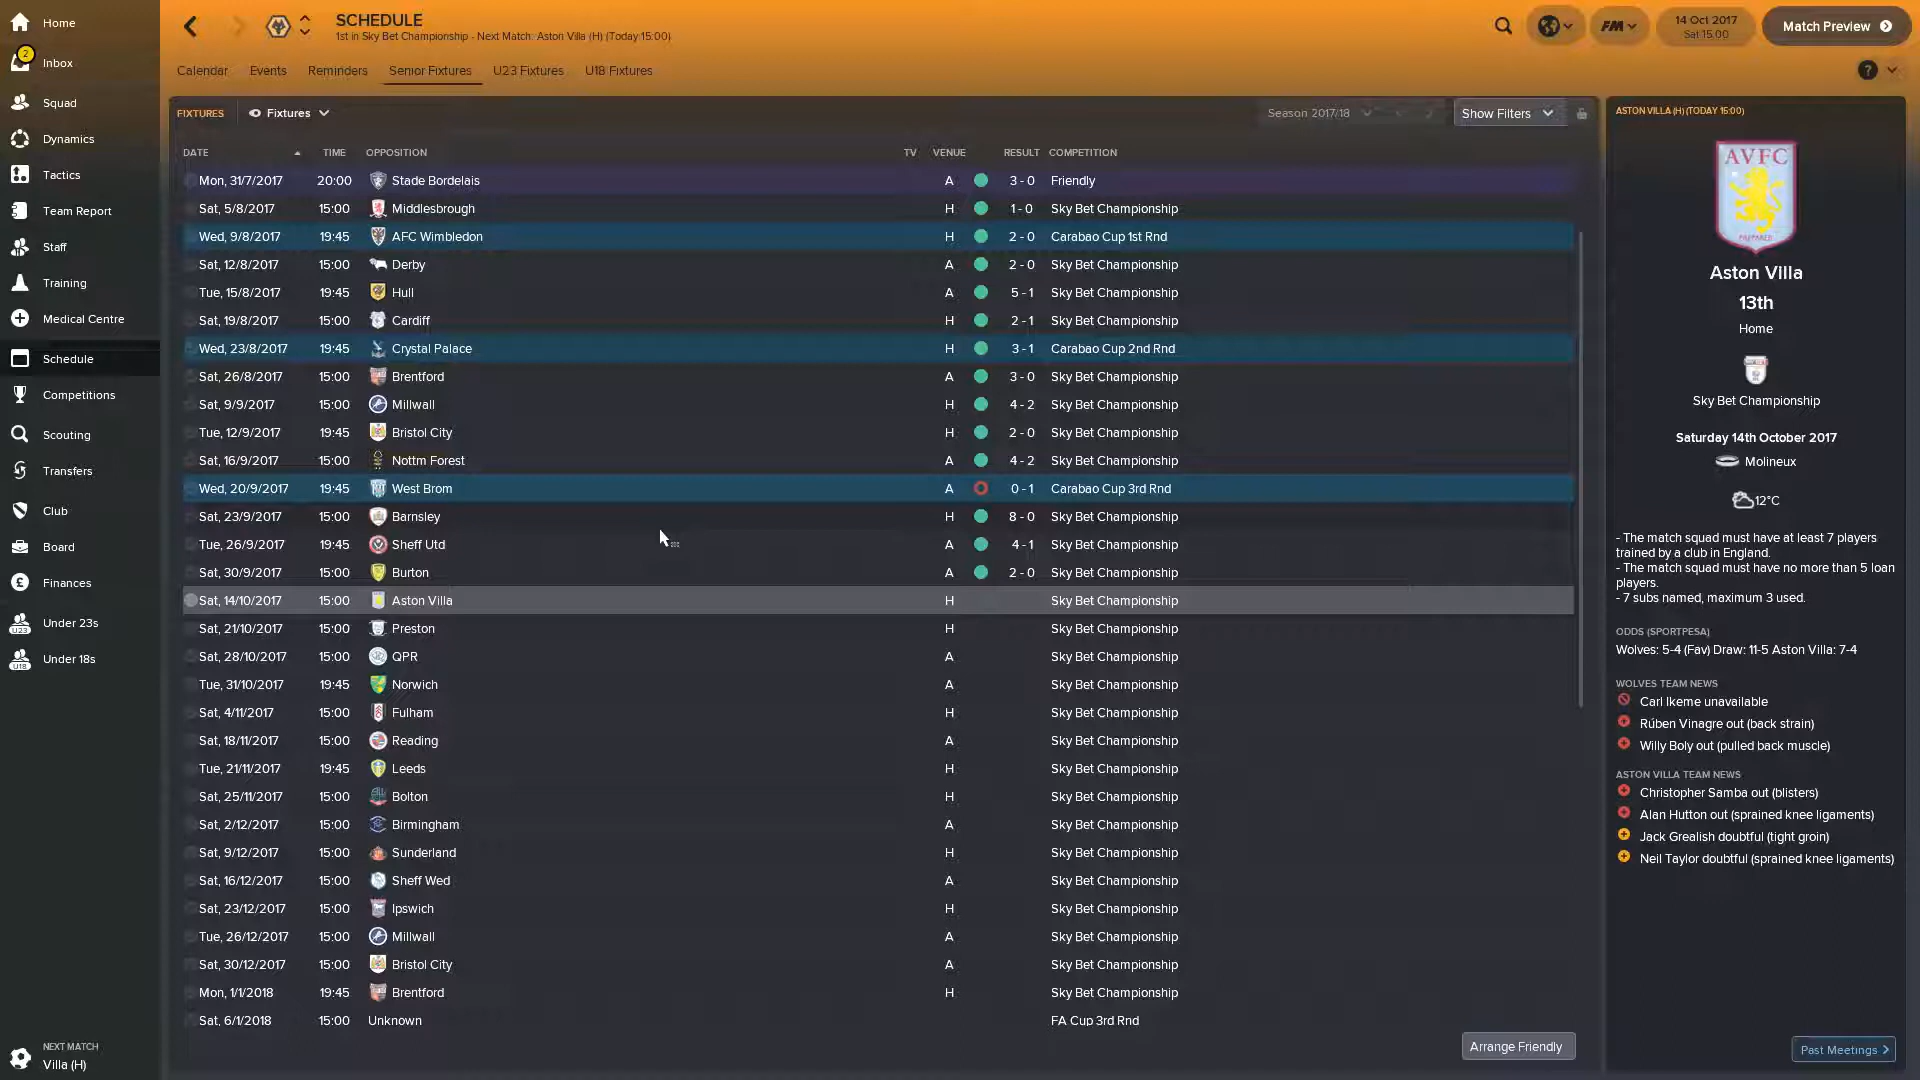 Home
2
Inbox
Squad
Dynamics
Tactics
Team Report
Staff
Training
Medical Centre
Schedule
Competitions
Scouting
Transfers
Club
Board
Finances
U23
Under 23s
U18
Under 18s
NEXT MATCH
Villa (H)
SCHEDULE
1st in Sky Bet Championship - Next Match: Aston Villa (H) (Today 15:00)
FM
14 Oct 2017
Sat 15:00
Match Preview
Calendar Events Reminders Senior Fixtures U23 Fixtures U18 Fixtures
?
FIXTURES Fixtures Season 2017/18 Show Filters
DATE TIME OPPOSITION TV VENUE RESULT COMPETITION
Mon, 31/7/2017 20:00 Stade Bordelais A 3 - 0 Friendly
Sat, 5/8/2017 15:00 Middlesbrough H 1 - 0 Sky Bet Championship
Wed, 9/8/2017 19:45 AFC Wimbledon H 2 - 0 Carabao Cup 1st Rnd
Sat, 12/8/2017 15:00 Derby A 2 - 0 Sky Bet Championship
Tue, 15/8/2017 19:45 Hull A 5 - 1 Sky Bet Championship
Sat, 19/8/2017 15:00 Cardiff H 2 - 1 Sky Bet Championship
Wed, 23/8/2017 19:45 Crystal Palace H 3 - 1 Carabao Cup 2nd Rnd
Sat, 26/8/2017 15:00 Brentford A 3 - 0 Sky Bet Championship
Sat, 9/9/2017 15:00 Millwall H 4 - 2 Sky Bet Championship
Tue, 12/9/2017 19:45 Bristol City H 2 - 0 Sky Bet Championship
Sat, 16/9/2017 15:00 Nottm Forest A 4 - 2 Sky Bet Championship
Wed, 20/9/2017 19:45 West Brom A 0 - 1 Carabao Cup 3rd Rnd
Sat, 23/9/2017 15:00 Barnsley H 8 - 0 Sky Bet Championship
Tue, 26/9/2017 19:45 Sheff Utd A 4 - 1 Sky Bet Championship
Sat, 30/9/2017 15:00 Burton A 2 - 0 Sky Bet Championship
Sat, 14/10/2017 15:00 Aston Villa H Sky Bet Championship
Sat, 21/10/2017 15:00 Preston H Sky Bet Championship
Sat, 28/10/2017 15:00 QPR A Sky Bet Championship
Tue, 31/10/2017 19:45 Norwich A Sky Bet Championship
Sat, 4/11/2017 15:00 Fulham H Sky Bet Championship
Sat, 18/11/2017 15:00 Reading A Sky Bet Championship
Tue, 21/11/2017 19:45 Leeds H Sky Bet Championship
Sat, 25/11/2017 15:00 Bolton H Sky Bet Championship
Sat, 2/12/2017 15:00 Birmingham A Sky Bet Championship
Sat, 9/12/2017 15:00 Sunderland H Sky Bet Championship
Sat, 16/12/2017 15:00 Sheff Wed A Sky Bet Championship
Sat, 23/12/2017 15:00 Ipswich H Sky Bet Championship
Tue, 26/12/2017 15:00 Millwall A Sky Bet Championship
Sat, 30/12/2017 15:00 Bristol City A Sky Bet Championship
Mon, 1/1/2018 19:45 Brentford H Sky Bet Championship
Sat, 6/1/2018 15:00 Unknown FA Cup 3rd Rnd
Arrange Friendly
ASTON VILLA (H) (TODAY 15:00)
AVFC
PREPARED
Aston Villa
13th
Home
Sky Bet Championship
Saturday 14th October 2017
Molineux
12°C
- The match squad must have at least 7 players
trained by a club in England.
- The match squad must have no more than 5 loan
players.
- 7 subs named, maximum 3 used.
ODDS (SPORTPESA)
Wolves: 5-4 (Fav) Draw: 11-5 Aston Villa: 7-4
WOLVES TEAM NEWS
Carl Ikeme unavailable
Rúben Vinagre out (back strain)
Willy Boly out (pulled back muscle)
ASTON VILLA TEAM NEWS
Christopher Samba out (blisters)
Alan Hutton out (sprained knee ligaments)
Jack Grealish doubtful (tight groin)
Neil Taylor doubtful (sprained knee ligaments)
Past Meetings